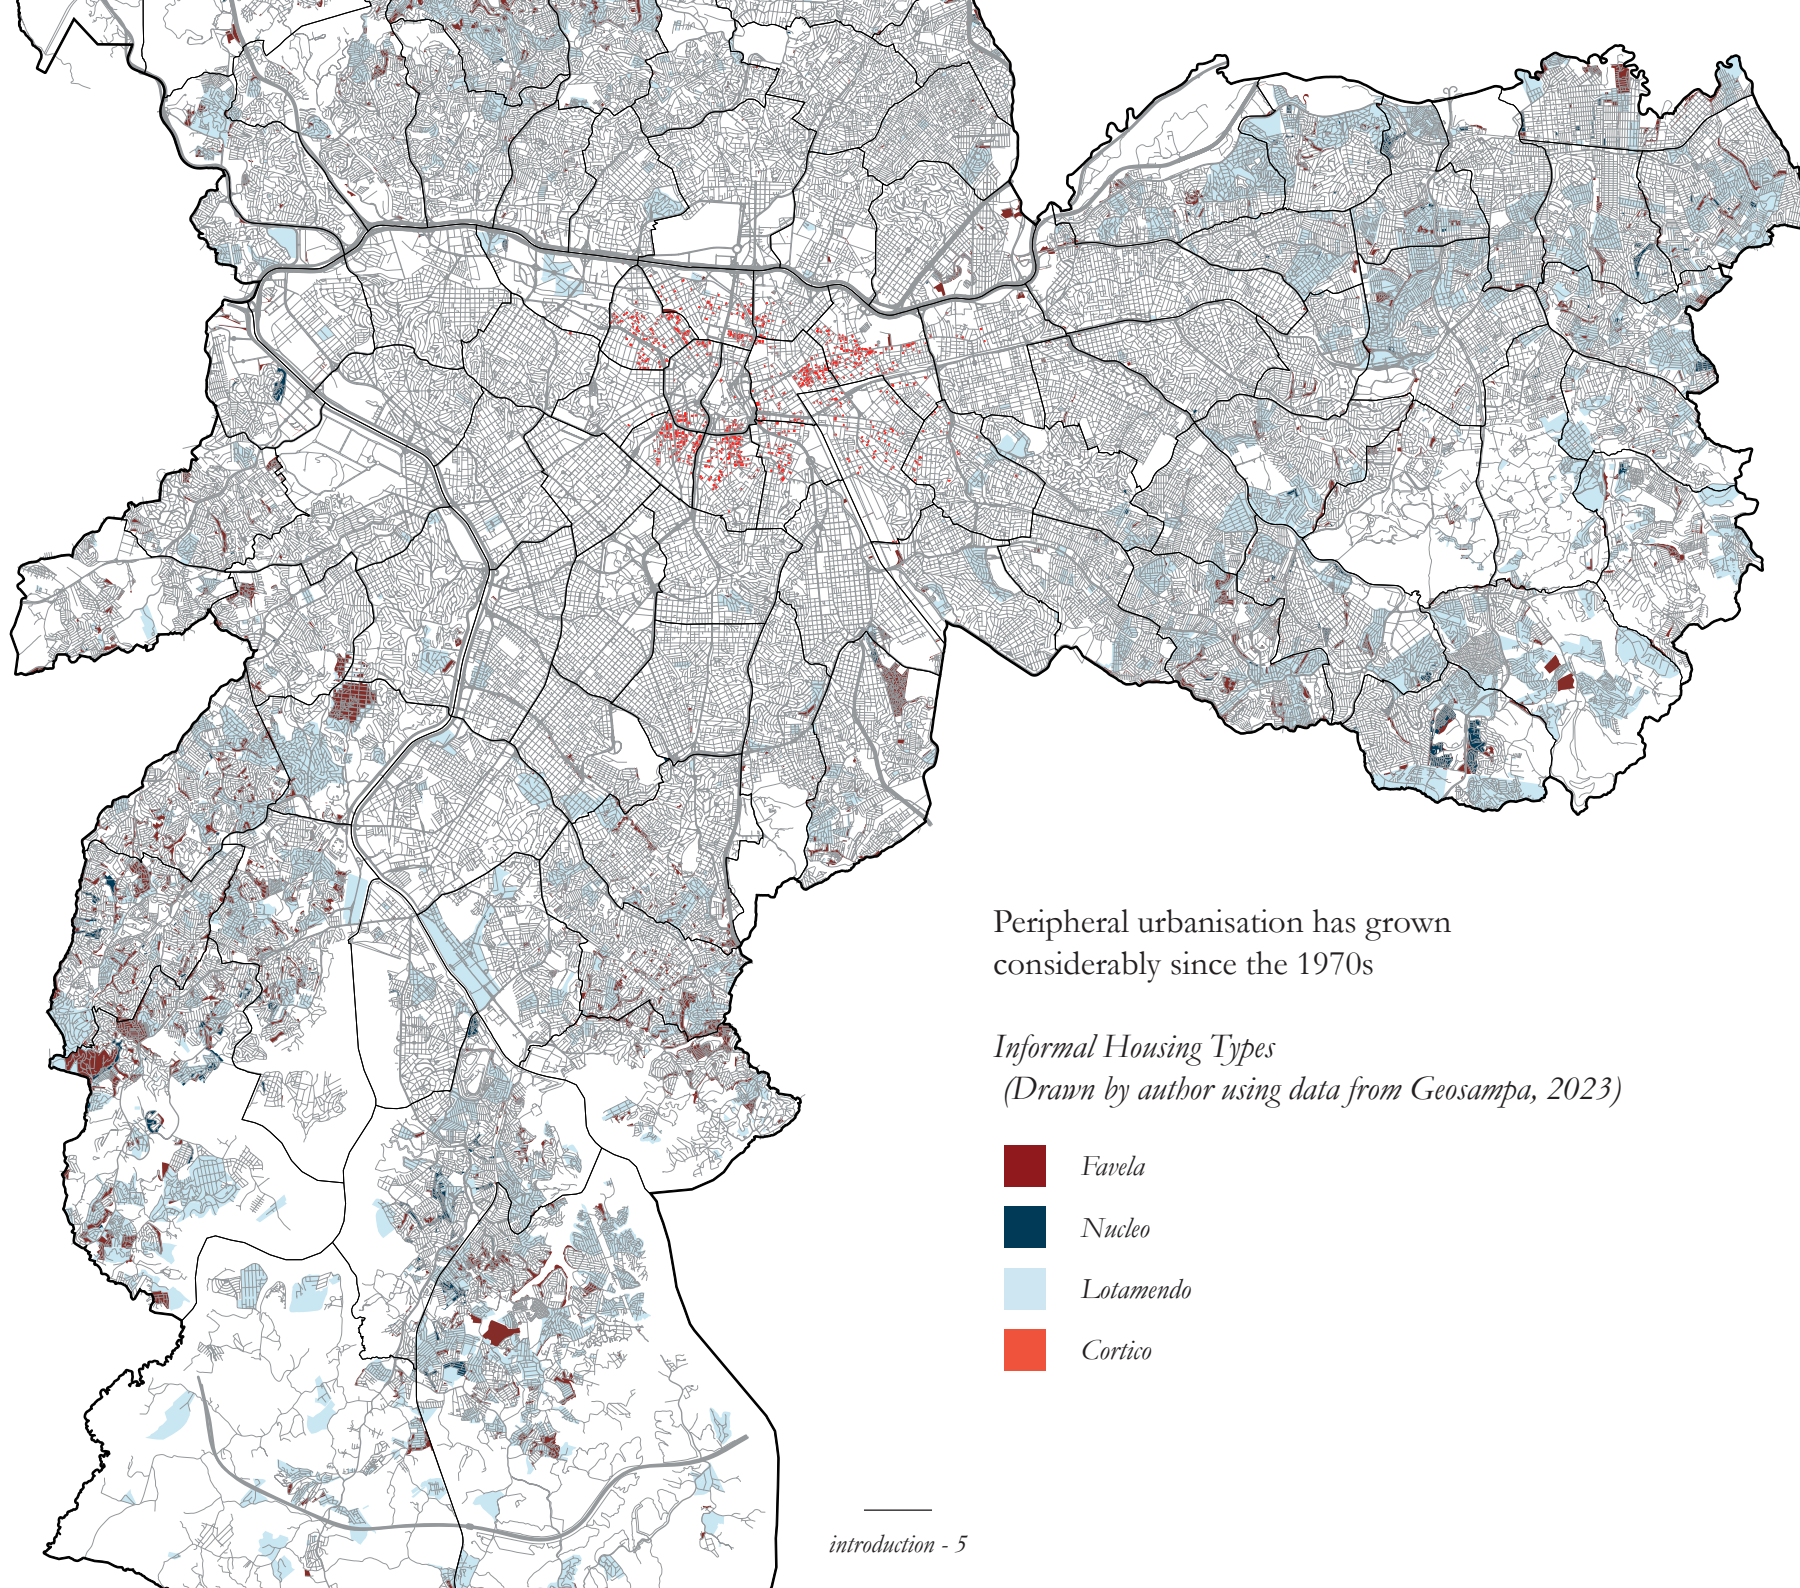 Peripheral urbanisation has grown
considerably since the 1970s
Informal Housing Types
(Drawn by author using data from Geosampa, 2023)
Favela
Nucleo
Lotamendo
Cortico
introduction - 5